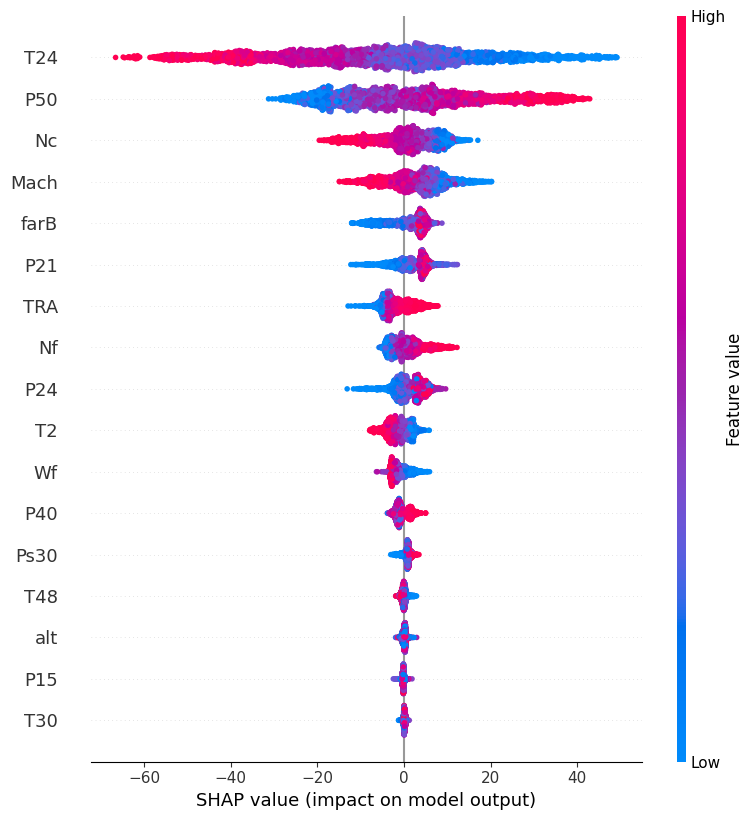 High
T24
P50
Nc
Mach
farB
P21
TRA
Nf
P24
T2
Wf
P40
Ps30
T48
alt
P15
T30
Feature value
Low
−60 −40 −20 0 20 40
SHAP value (impact on model output)